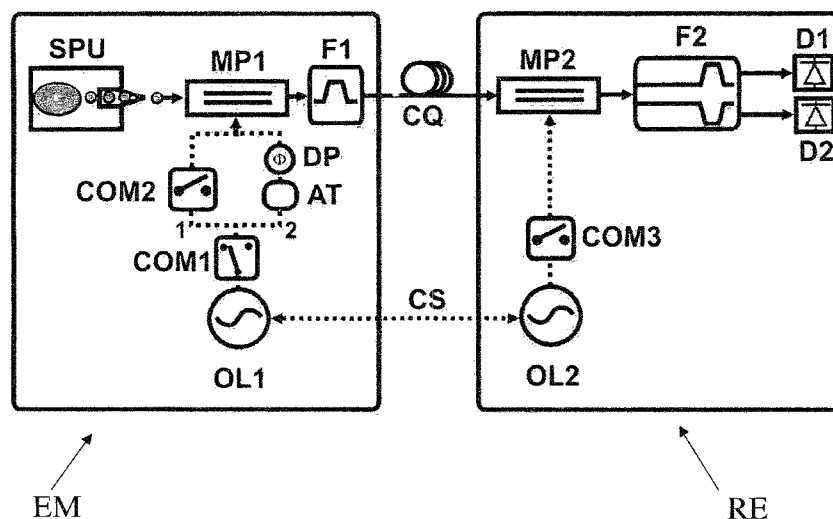 SPU
MP1
F1
CQ
MP2
F2
D1
D2
COM2
Φ
DP
AT
1
2
COM1
COM3
CS
OL1
OL2
EM
RE